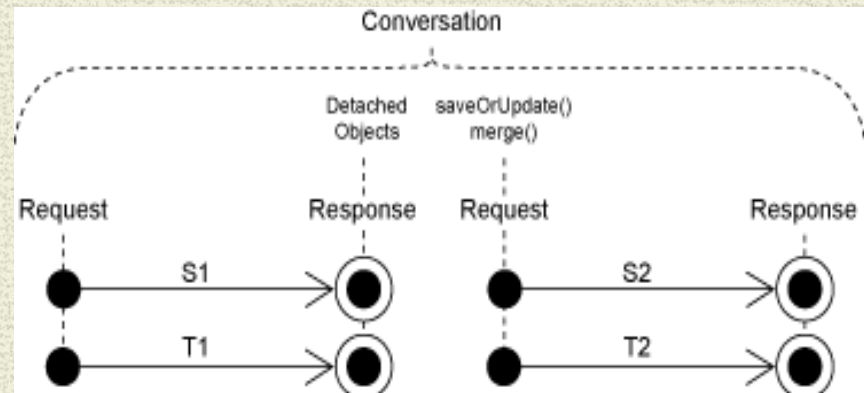 Conversation
Detached saveOrUpdate()
Objects merge()
Request Response Request Response
S1 S2
T1 T2